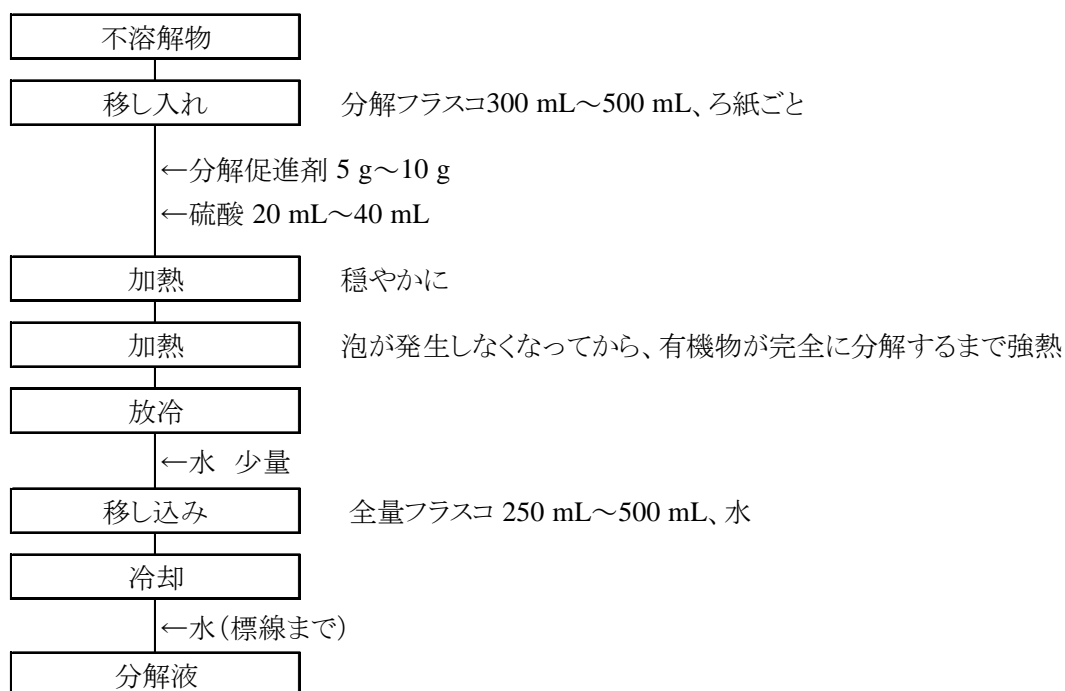 不溶解物
移し入れ 分解フラスコ300 mL～500 mL、ろ紙ごと
←分解促進剤 5 g～10 g
←硫酸 20 mL～40 mL
加熱 穏やかに
加熱 泡が発生しなくなってから、有機物が完全に分解するまで強熱
放冷
←水 少量
移し込み 全量フラスコ 250 mL～500 mL、水
冷却
←水（標線まで）
分解液